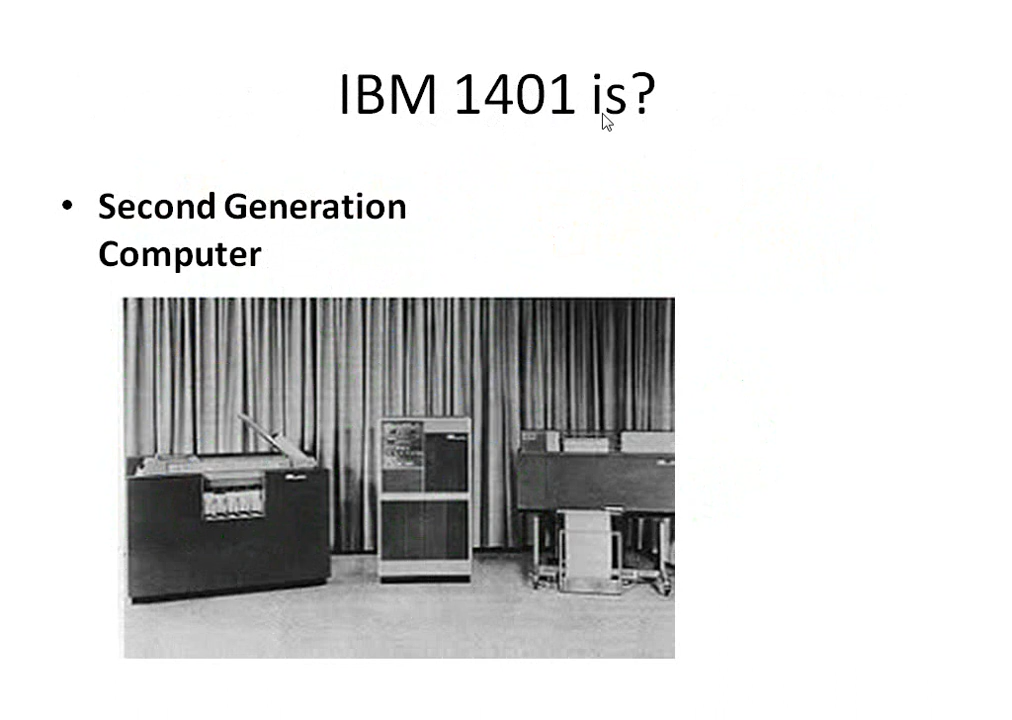 IBM 1401 is?
• Second Generation
Computer